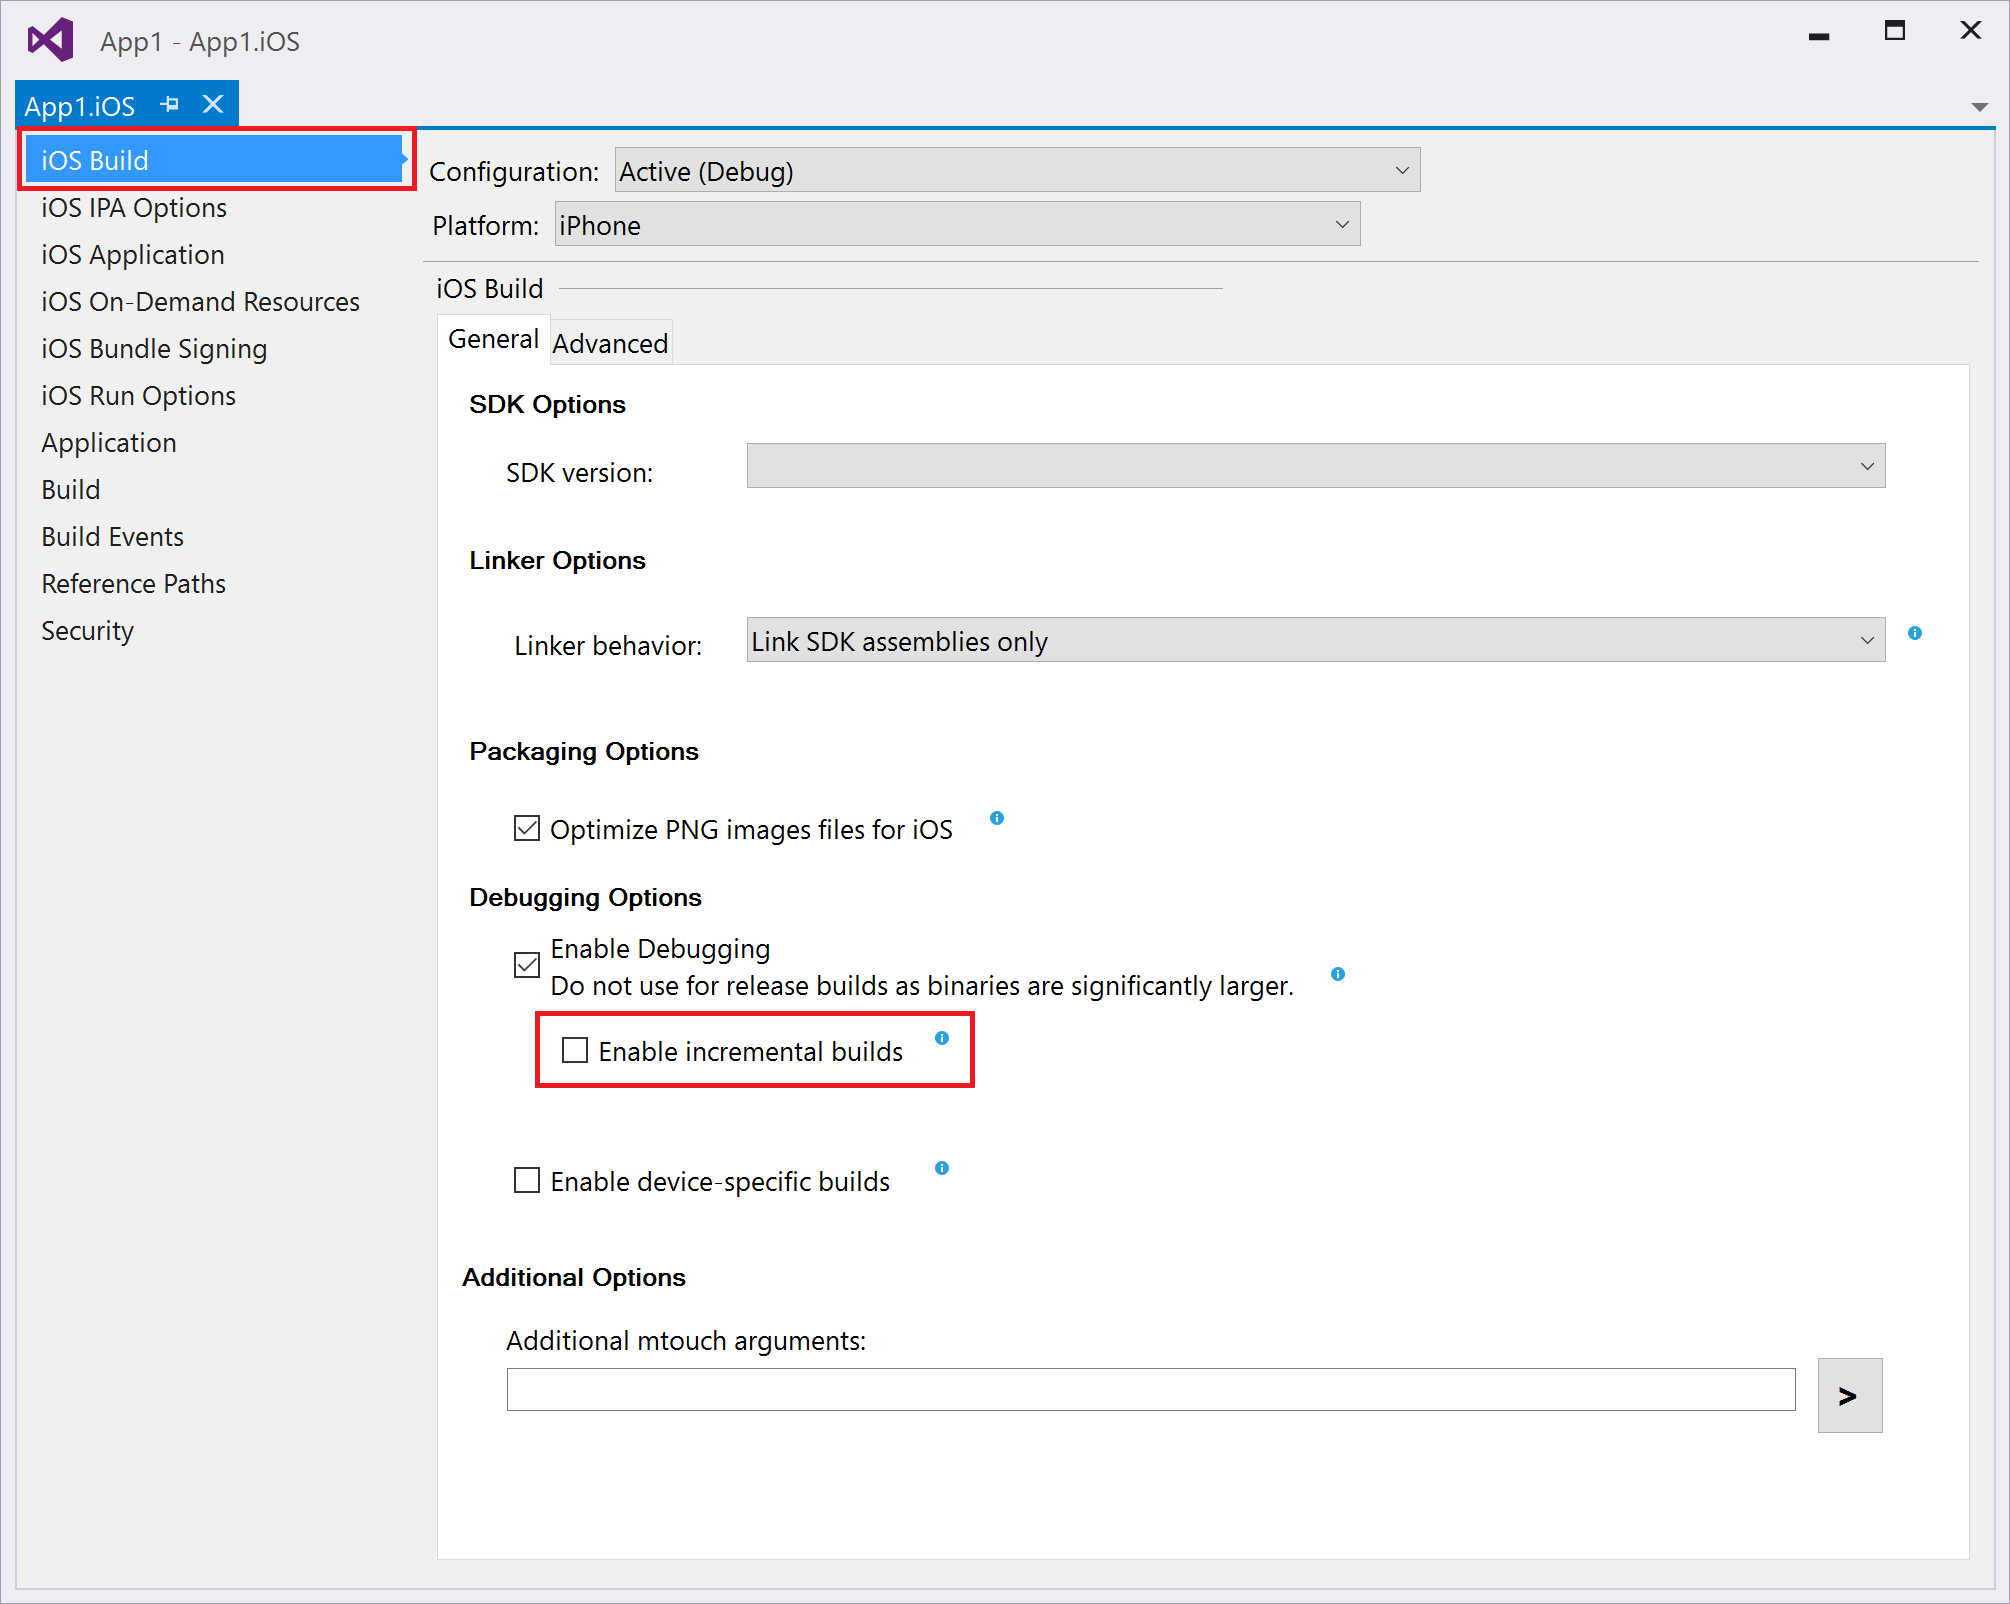 App1 - App1.iOS
App1.iOS
iOS Build
iOS IPA Options
iOS Application
iOS On-Demand Resources
iOS Bundle Signing
iOS Run Options
Application
Build
Build Events
Reference Paths
Security
Configuration: Active (Debug)
Platform: iPhone
iOS Build
General Advanced
SDK Options
SDK version:
Linker Options
Linker behavior: Link SDK assemblies only
Packaging Options
Optimize PNG images files for iOS
Debugging Options
Enable Debugging
Do not use for release builds as binaries are significantly larger.
Enable incremental builds
Enable device-specific builds
Additional Options
Additional mtouch arguments:
>